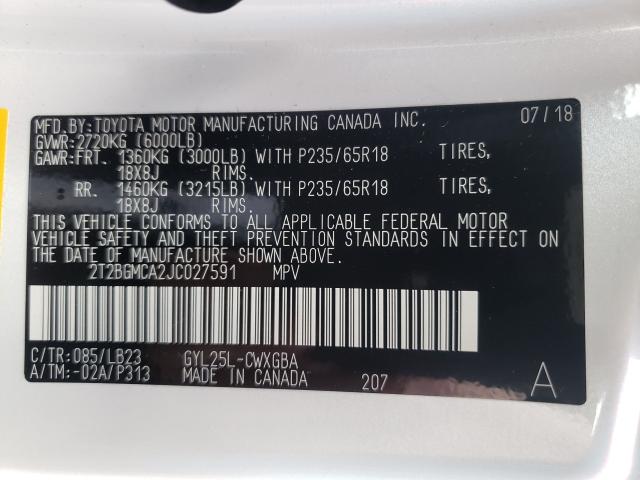 MFD.BY:TOYOTA MOTOR MANUFACTURING CANADA INC. 07/18
GVWR:2720KG (6000LB)
GAWR:FRT. 1360KG (3000LB) WITH P235/65R18 TIRES,
18X8J RIMS.
RR. 1460KG (3215LB) WITH P235/65R18 TIRES,
18X8J RIMS.
THIS VEHICLE CONFORMS TO ALL APPLICABLE FEDERAL MOTOR
VEHICLE SAFETY AND THEFT PREVENTION STANDARDS IN EFFECT ON
THE DATE OF MANUFACTURE SHOWN ABOVE.
2T2BGMCA2JC027591 MPV
C/TR:085/LB23 GYL25L-CWXGBA
A/TM:-02A/P313 MADE IN CANADA 207 A